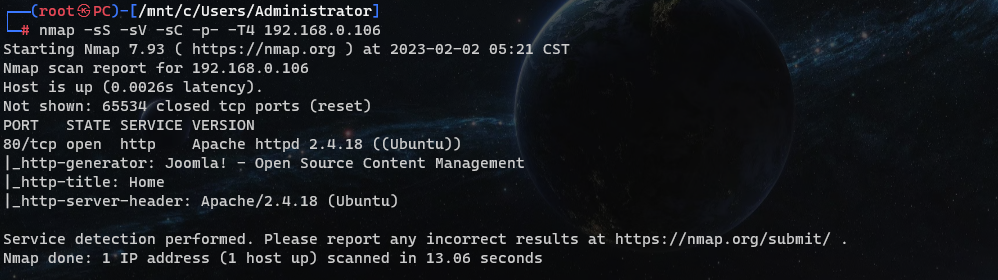 ┌──(root㉿PC)-[/mnt/c/Users/Administrator]
└─# nmap -sS -sV -sC -p- -T4 192.168.0.106
Starting Nmap 7.93 ( https://nmap.org ) at 2023-02-02 05:21 CST
Nmap scan report for 192.168.0.106
Host is up (0.0026s latency).
Not shown: 65534 closed tcp ports (reset)
PORT   STATE SERVICE VERSION
80/tcp open  http    Apache httpd 2.4.18 ((Ubuntu))
|_http-generator: Joomla! - Open Source Content Management
|_http-title: Home
|_http-server-header: Apache/2.4.18 (Ubuntu)
Service detection performed. Please report any incorrect results at https://nmap.org/submit/ .
Nmap done: 1 IP address (1 host up) scanned in 13.06 seconds